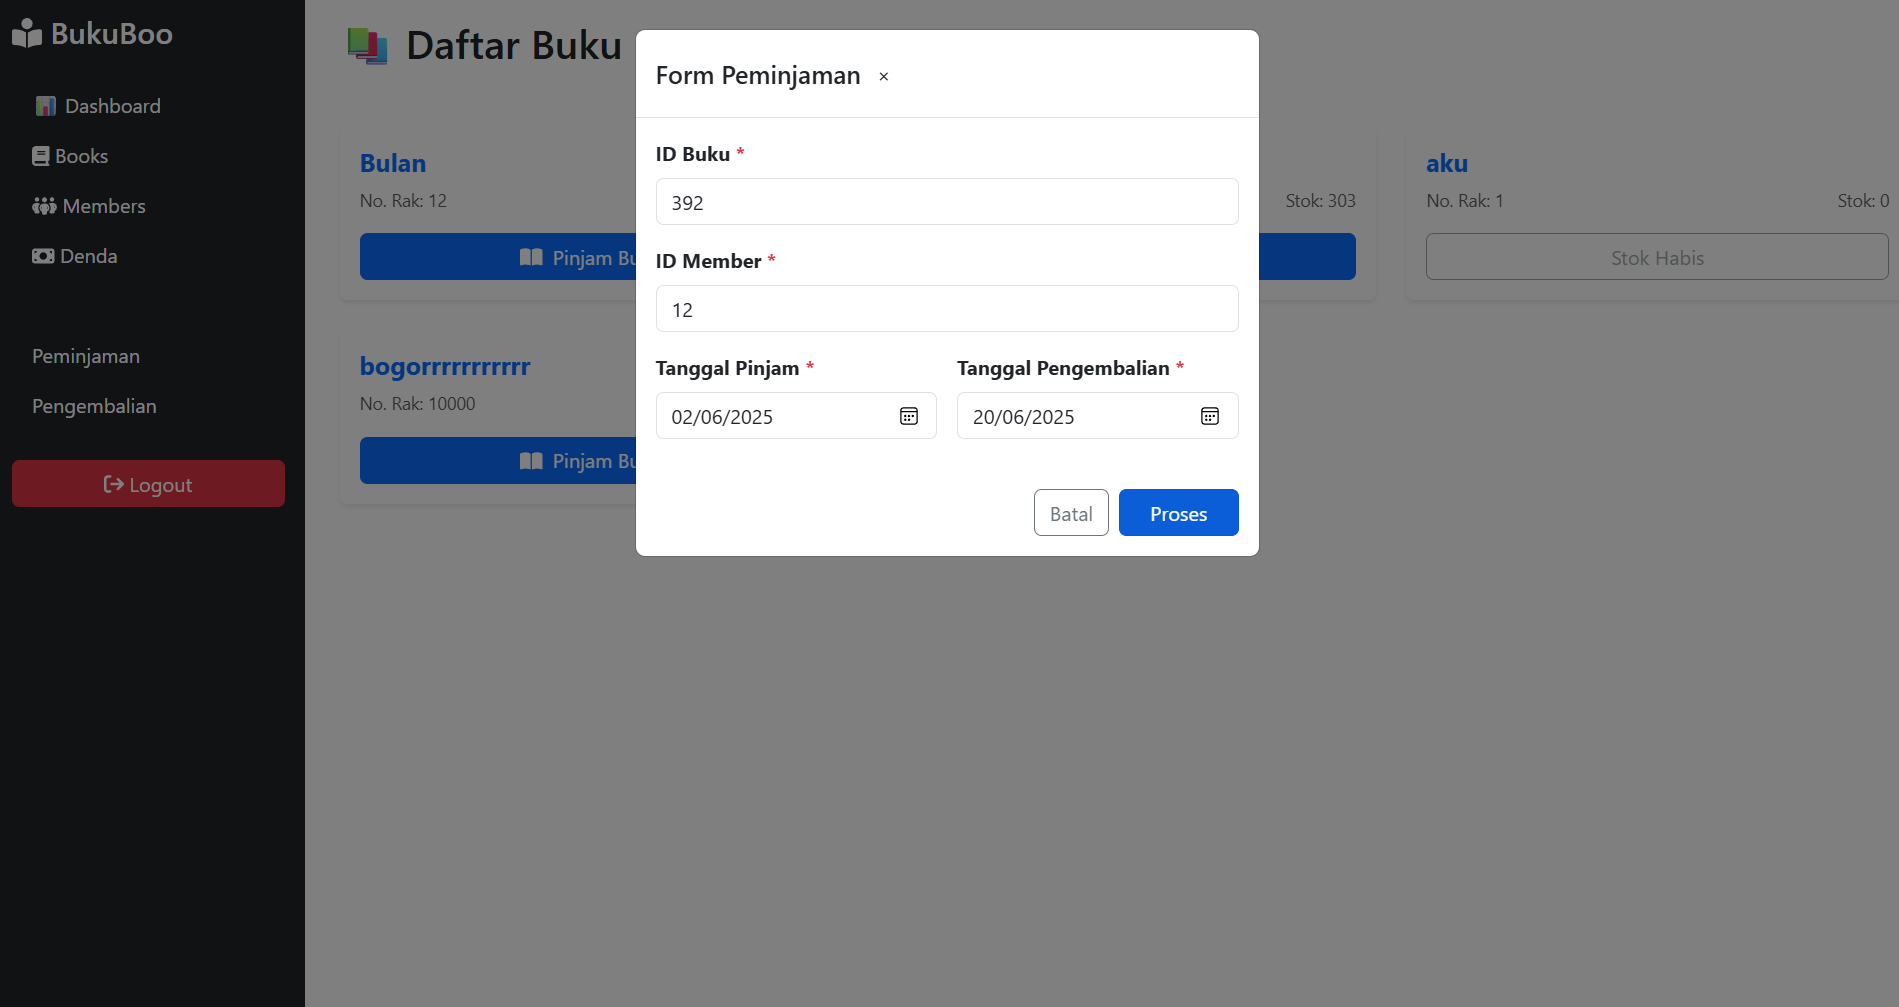 BukuBoo
Dashboard
Books
Members
Denda
Peminjaman
Pengembalian
Logout
Daftar Buku
Bulan
No. Rak: 12
Pinjam
Stok: 303
aku
No. Rak: 1
Stok: 0
Stok Habis
bogorrrrrrrrrrr
No. Rak: 10000
Pinjam
Form Peminjaman ×
ID Buku *
392
ID Member *
12
Tanggal Pinjam *
02/06/2025
Tanggal Pengembalian *
20/06/2025
Batal
Proses